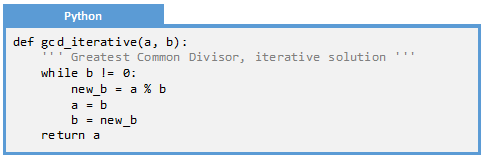 Python
def gcd_iterative(a, b):
    ''' Greatest Common Divisor, iterative solution '''
    while b != 0:
        new_b = a % b
        a = b
        b = new_b
    return a